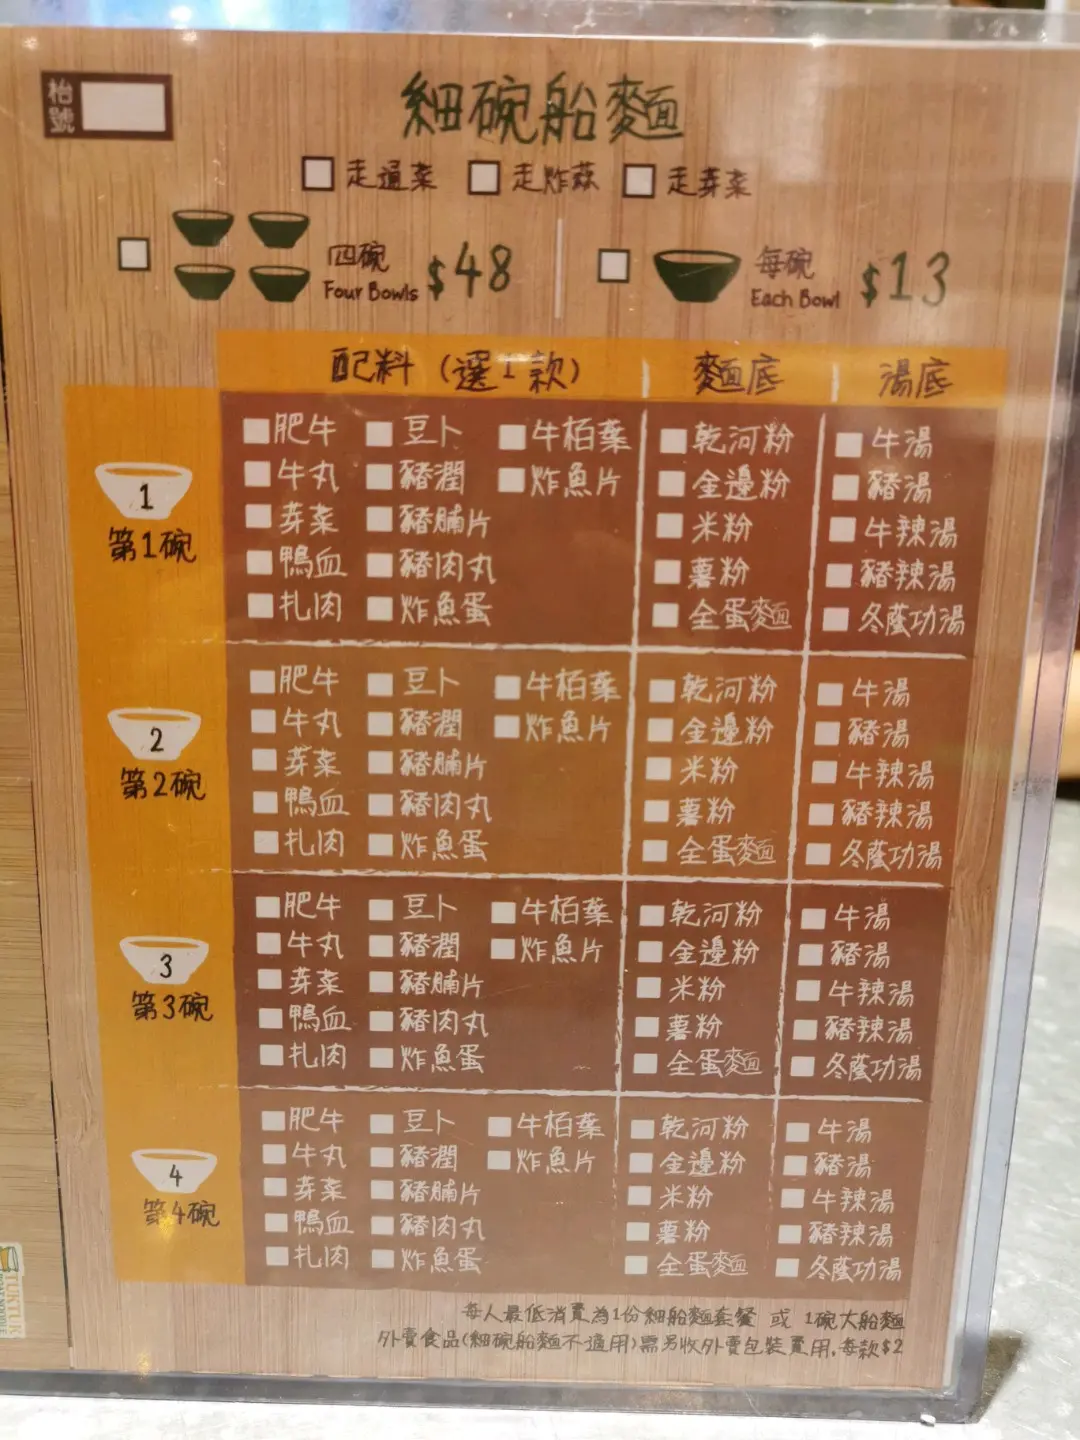 枱號
細碗船麵
走通菜 走炸蒜 走芽菜
四碗 Four Bowls $48 每碗 Each Bowl $13
配料（選1款） 麵底 湯底
1
第1碗
肥牛 豆卜 牛栢葉 乾河粉 牛湯
牛丸 豬潤 炸魚片 金邊粉 豬湯
芽菜 豬腩片 米粉 牛辣湯
鴨血 豬肉丸 薯粉 豬辣湯
扎肉 炸魚蛋 全蛋麵 冬蔭功湯
2
第2碗
肥牛 豆卜 牛栢葉 乾河粉 牛湯
牛丸 豬潤 炸魚片 金邊粉 豬湯
芽菜 豬腩片 米粉 牛辣湯
鴨血 豬肉丸 薯粉 豬辣湯
扎肉 炸魚蛋 全蛋麵 冬蔭功湯
3
第3碗
肥牛 豆卜 牛栢葉 乾河粉 牛湯
牛丸 豬潤 炸魚片 金邊粉 豬湯
芽菜 豬腩片 米粉 牛辣湯
鴨血 豬肉丸 薯粉 豬辣湯
扎肉 炸魚蛋 全蛋麵 冬蔭功湯
4
第4碗
肥牛 豆卜 牛栢葉 乾河粉 牛湯
牛丸 豬潤 炸魚片 金邊粉 豬湯
芽菜 豬腩片 米粉 牛辣湯
鴨血 豬肉丸 薯粉 豬辣湯
扎肉 炸魚蛋 全蛋麵 冬蔭功湯
每人最低消費為1份細船麵套餐 或 1碗大船麵
外賣食品(細碗船麵不適用)需另收外賣包裝費用,每款$2
TUKTUK